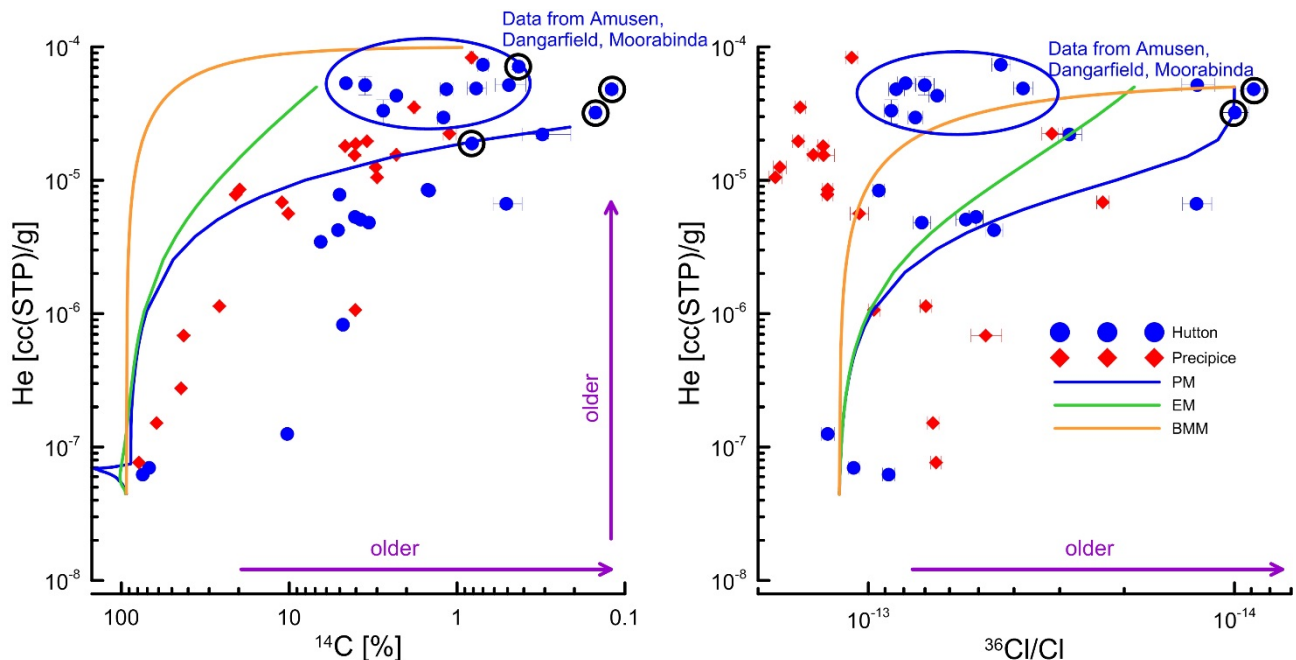 Data from Amusen,
Dangarfield, Moorabinda
10⁻⁴
10⁻⁵
10⁻⁶
10⁻⁷
10⁻⁸
He [cc(STP)/g]
older
older
100
10
1
0.1
¹⁴C [%]
Data from Amusen,
Dangarfield, Moorabinda
10⁻⁴
10⁻⁵
10⁻⁶
10⁻⁷
10⁻⁸
He [cc(STP)/g]
Hutton
Precipice
PM
EM
BMM
older
10⁻¹³
10⁻¹⁴
³⁶Cl/Cl